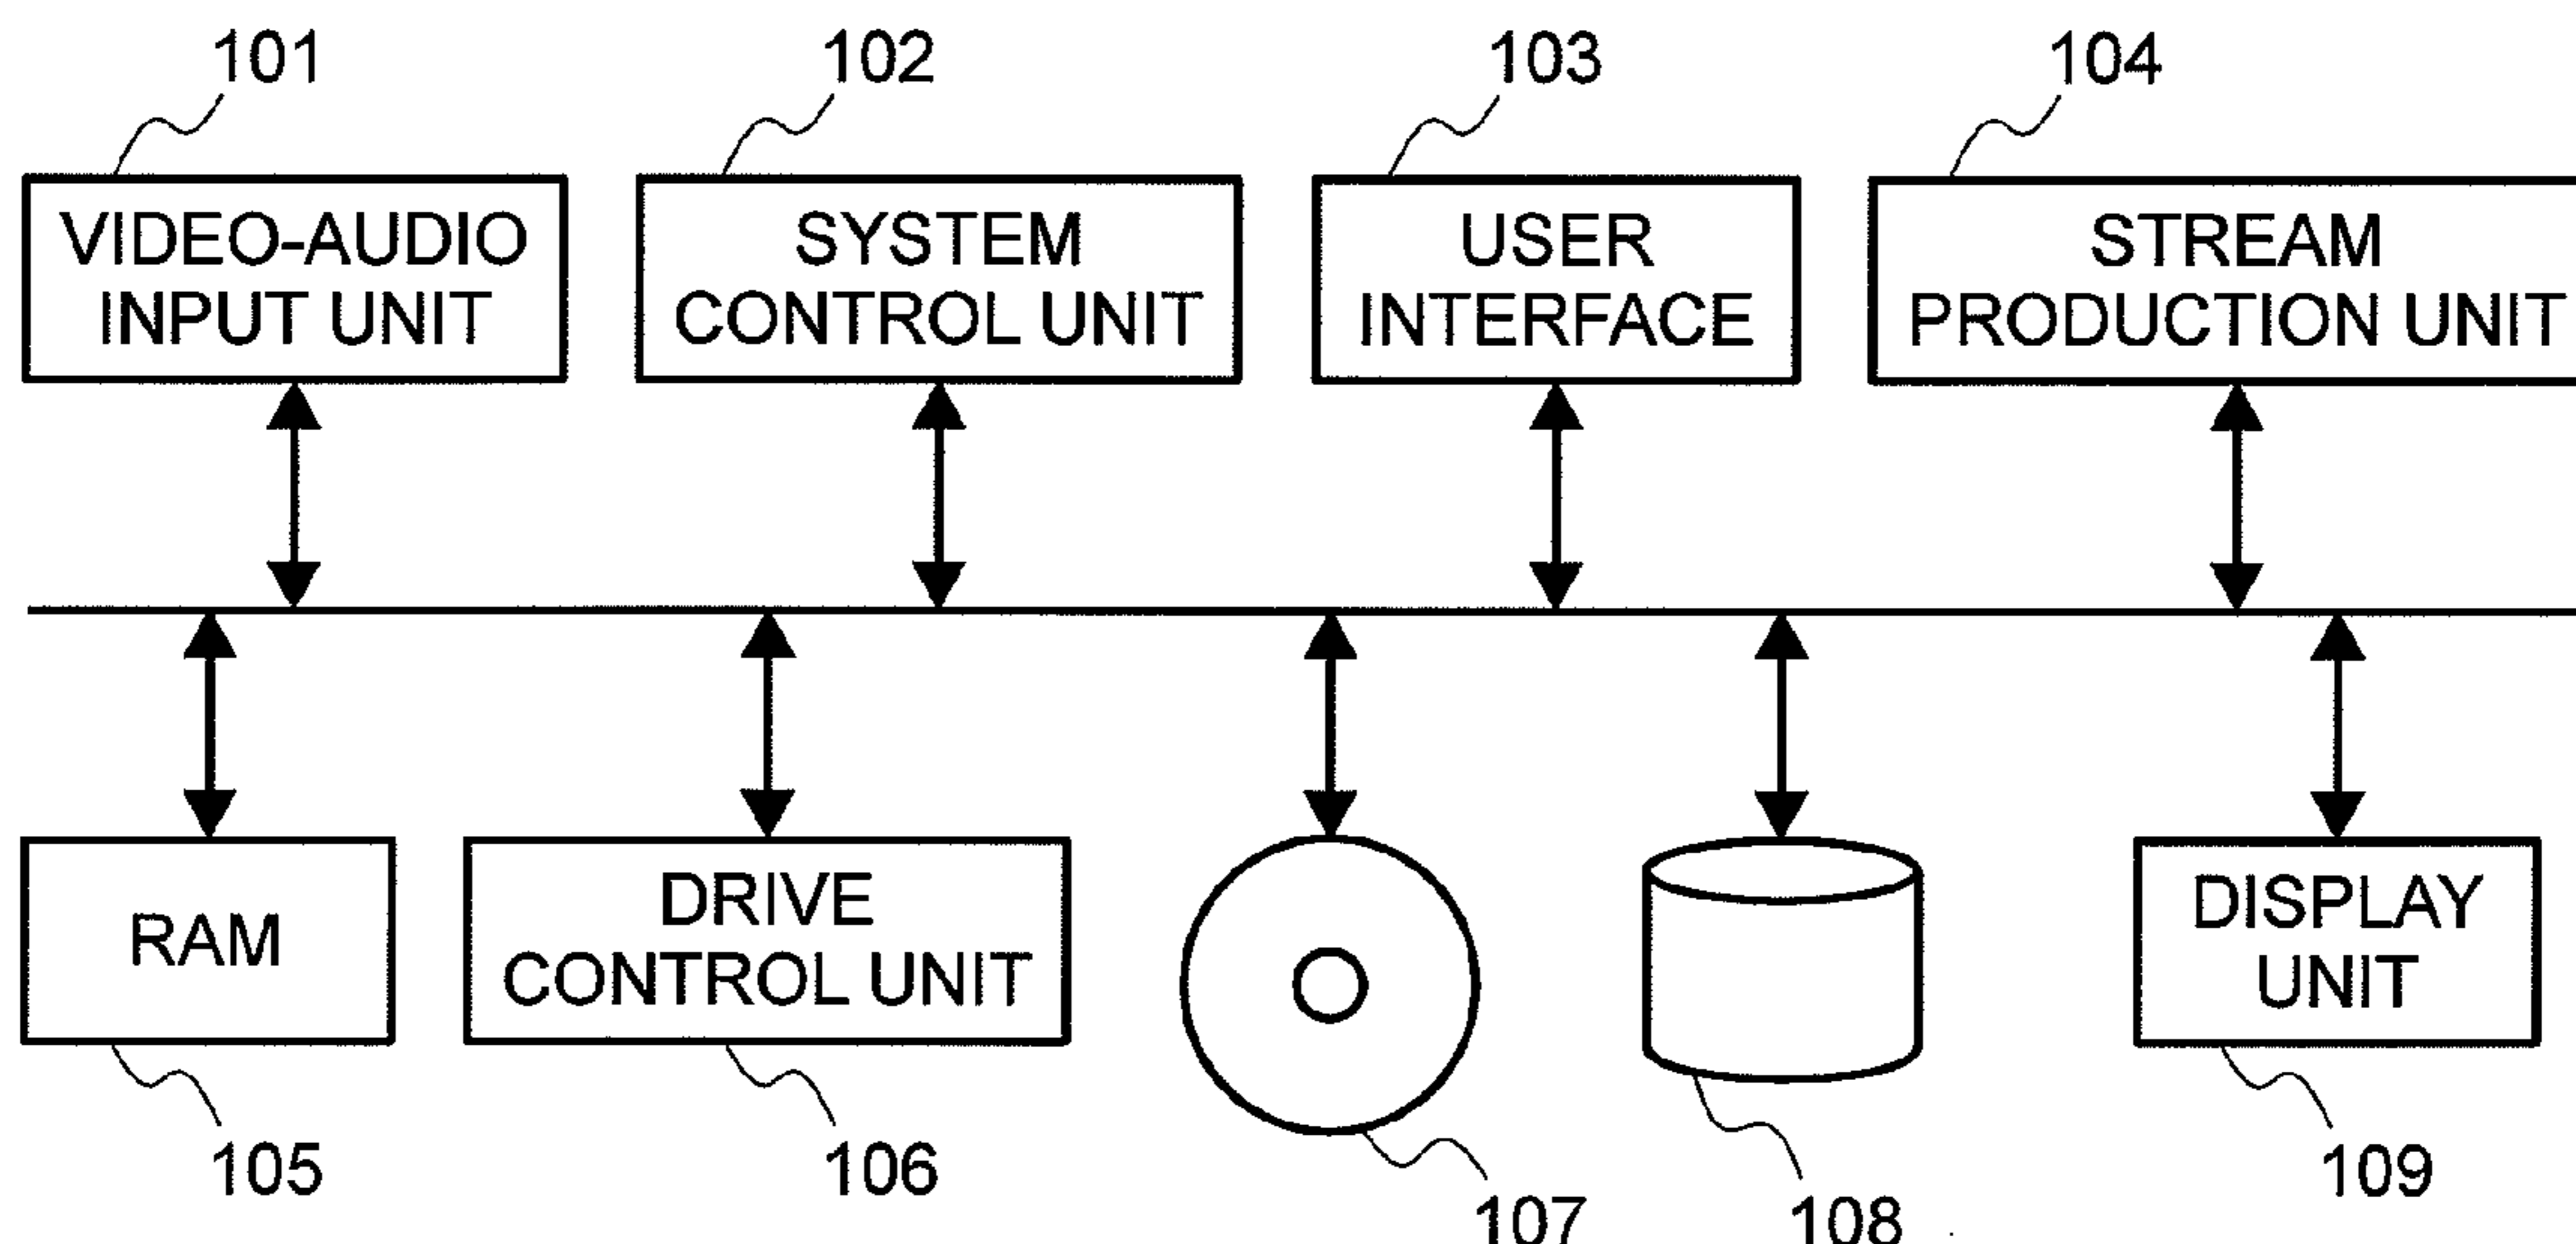 101
102
103
104
VIDEO-AUDIO
INPUT UNIT
SYSTEM
CONTROL UNIT
USER
INTERFACE
STREAM
PRODUCTION UNIT
RAM
DRIVE
CONTROL UNIT
DISPLAY
UNIT
105
106
107
108
109